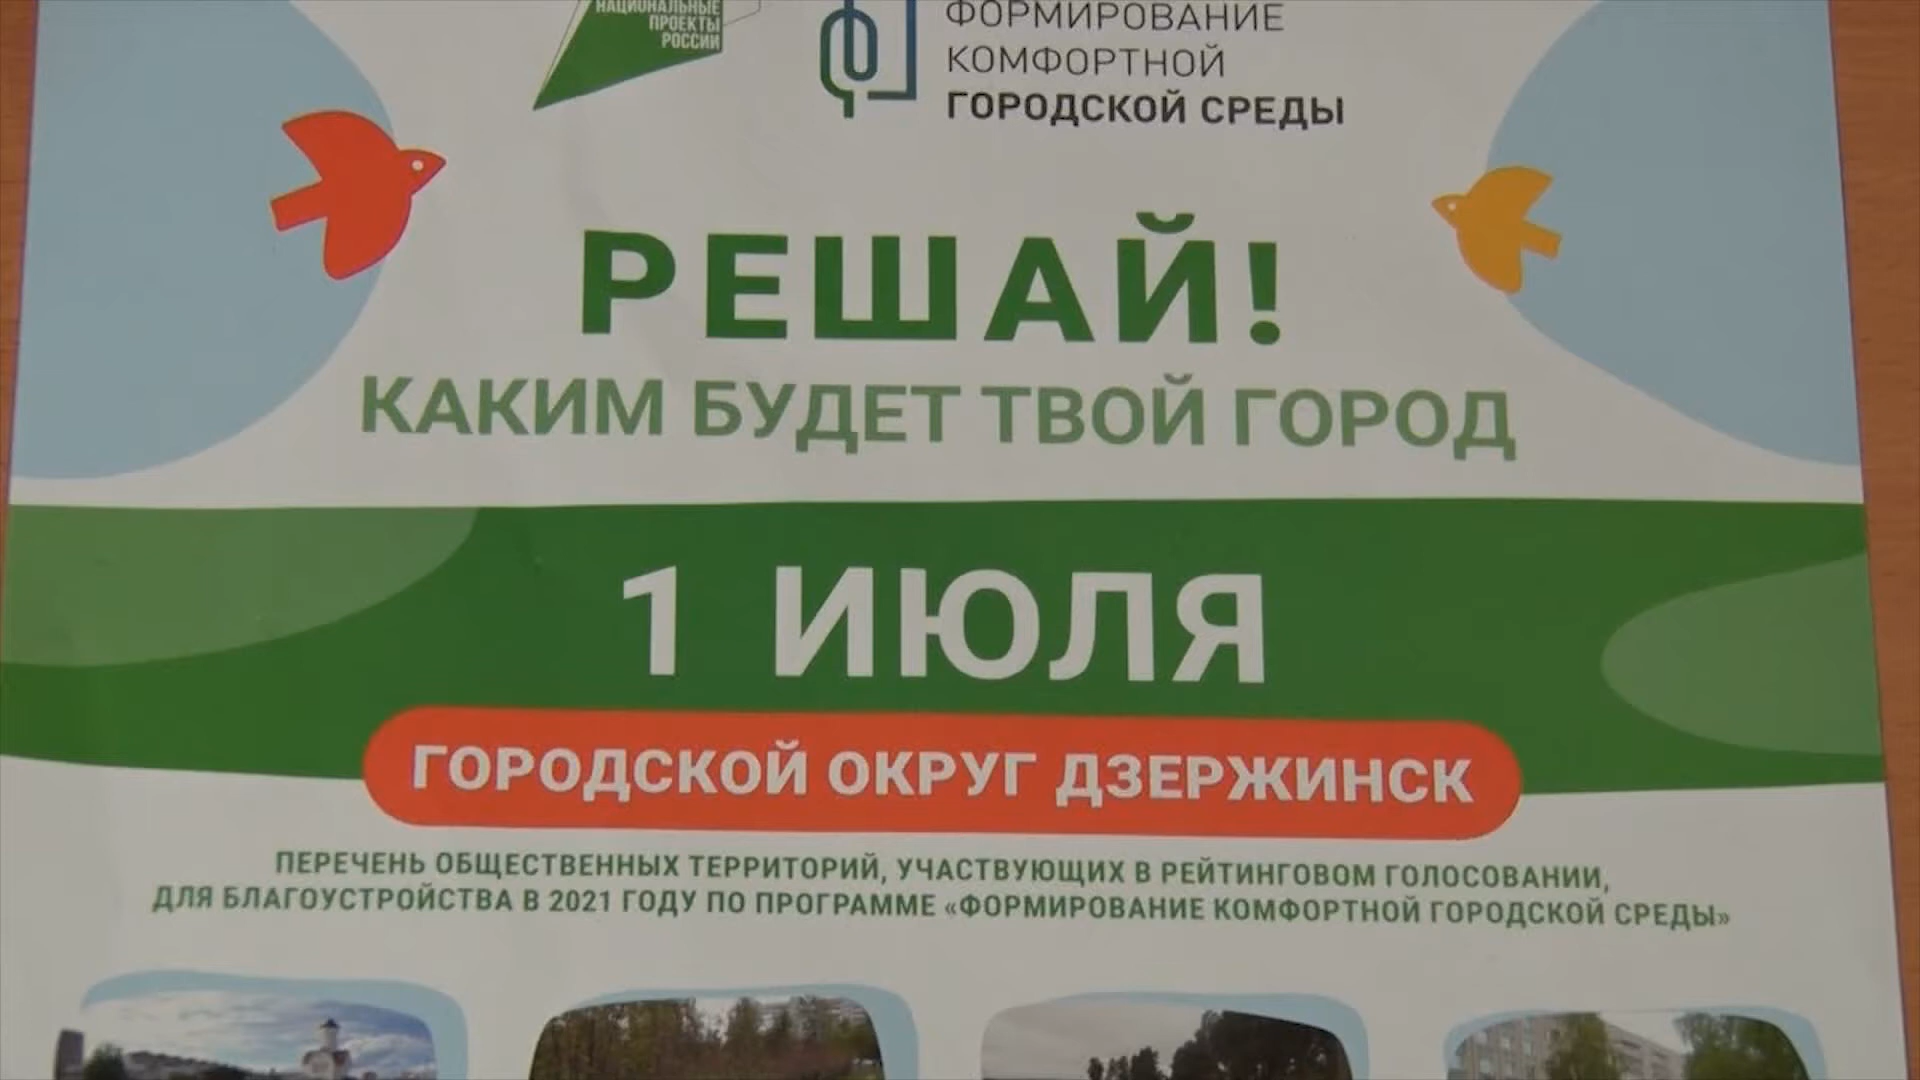 НАЦИОНАЛЬНЫЕ
ПРОЕКТЫ
РОССИИ
ФОРМИРОВАНИЕ
КОМФОРТНОЙ
ГОРОДСКОЙ СРЕДЫ
РЕШАЙ!
КАКИМ БУДЕТ ТВОЙ ГОРОД
1 ИЮЛЯ
ГОРОДСКОЙ ОКРУГ ДЗЕРЖИНСК
ПЕРЕЧЕНЬ ОБЩЕСТВЕННЫХ ТЕРРИТОРИЙ, УЧАСТВУЮЩИХ В РЕЙТИНГОВОМ ГОЛОСОВАНИИ,
ДЛЯ БЛАГОУСТРОЙСТВА В 2021 ГОДУ ПО ПРОГРАММЕ «ФОРМИРОВАНИЕ КОМФОРТНОЙ ГОРОДСКОЙ СРЕДЫ»